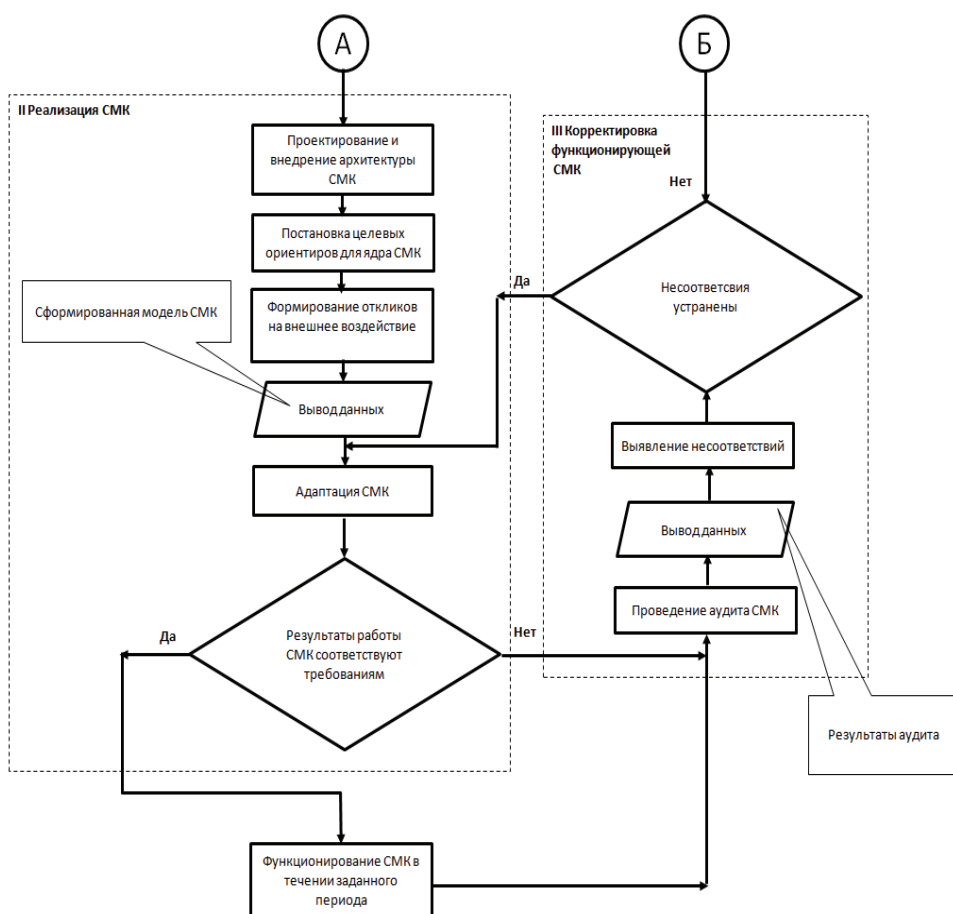 А
Б
II Реализация СМК
Проектирование и
внедрение архитектуры
СМК
Постановка целевых
ориентиров для ядра СМК
Формирование откликов
на внешнее воздействие
Сформированная модель СМК
Вывод данных
Адаптация СМК
Результаты работы
СМК соответствуют
требованиям
Да
Нет
Функционирование СМК в
течении заданного
периода
III Корректировка
функционирующей
СМК
Нет
Да
Несоответсвия
устранены
Выявление несоответствий
Вывод данных
Проведение аудита СМК
Результаты аудита